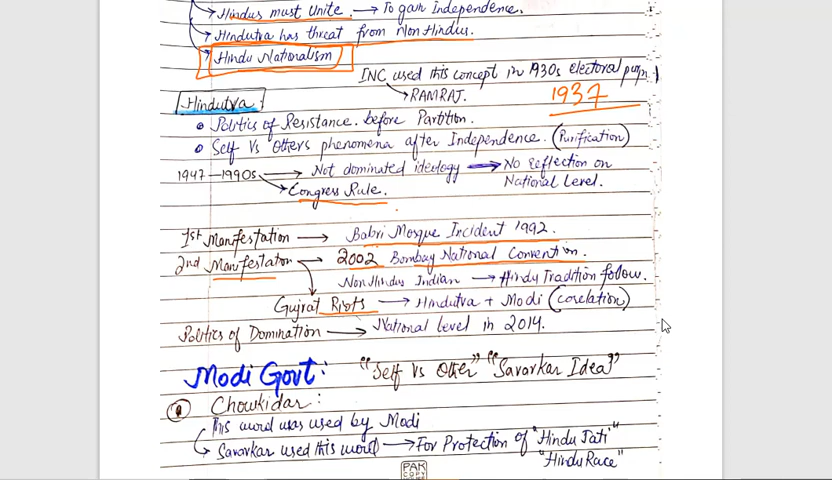 Hindus must Unite. → To gain Independence.
Hindutva has threat from Non Hindus.
Hindu Nationalism
INC used this concept in 1930s electoral
RAMRAJ.
1937
Hindutva
Politics of Resistance before Partition.
Self Vs Others phenomena after Independence. (Purification)
1947-1990s → Not dominated ideology → No Reflection on
National Level.
Congress Rule.
1st Manifestation → Babri Mosque Incident 1992.
2nd Manifestation → 2002 Bombay National Convention.
Non Hindus Indian → Hindu Tradition follow.
Gujrat Riots → Hindutva + Modi (corelation)
Politics of Domination → National level in 2014.
Modi Govt: "Self Vs Other" "Savarkar Idea"
① Chowkidar:
This word was used by Modi
Savarkar used this word → For Protection of "Hindu Jati"
"Hindu Race"
PAK
COPY